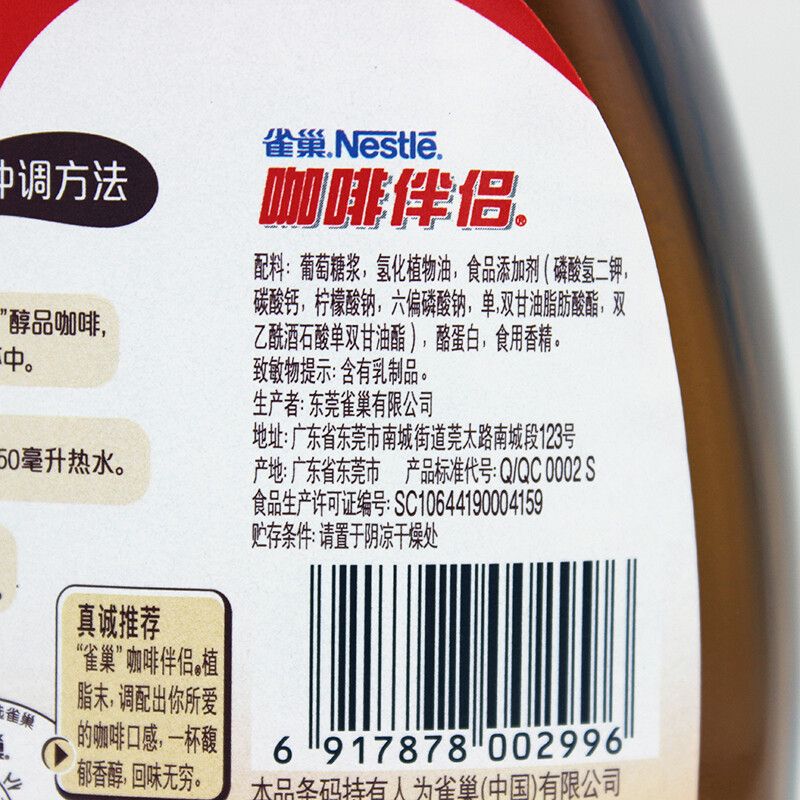 雀巢.Nestlé.
咖啡伴侣®
配料：葡萄糖浆，氢化植物油，食品添加剂（磷酸氢二钾，
碳酸钙，柠檬酸钠，六偏磷酸钠，单,双甘油脂肪酸酯，双
乙酰酒石酸单双甘油酯），酪蛋白，食用香精。
致敏物提示：含有乳制品。
生产者：东莞雀巢有限公司
地址：广东省东莞市南城街道莞太路南城段123号
产地：广东省东莞市 产品标准代号：Q/QC 0002 S
食品生产许可证编号：SC10644190004159
贮存条件：请置于阴凉干燥处
6 917878 002996
本品条码持有人为雀巢(中国)有限公司
冲调方法
”醇品咖啡，
杯中。
50毫升热水。
真诚推荐
“雀巢”咖啡伴侣®植
脂末，调配出你所爱
的咖啡口感，一杯馥
郁香醇，回味无穷。
雀巢